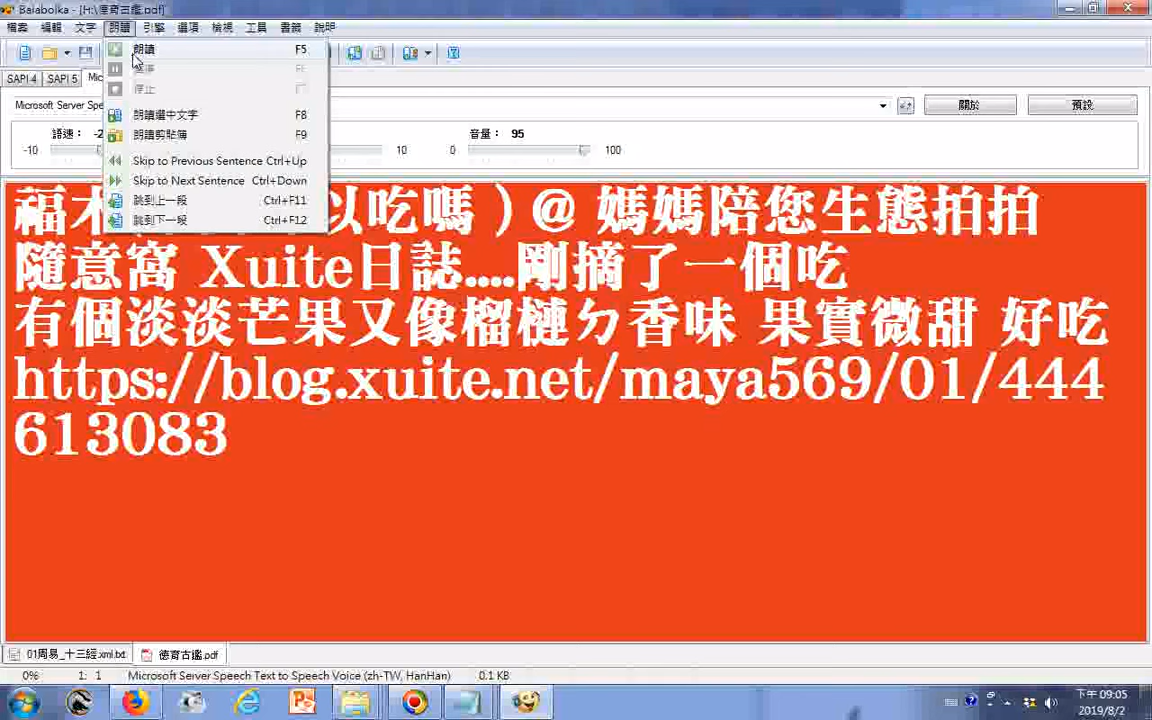 Balabolka - [H:\德育古鑑.pdf]
檔案 編輯 文字 朗讀 引擎 選項 檢視 工具 書籤 說明
朗讀 F5
停止
朗讀選中文字 F8
朗讀剪貼簿 F9
Skip to Previous Sentence Ctrl+Up
Skip to Next Sentence Ctrl+Down
跳到上一段 Ctrl+F11
跳到下一段 Ctrl+F12
SAPI 4 SAPI 5
Microsoft Server Spe
關於 預設
語速： -2 音量： 95
-10 10 0 100
福木 以吃嗎）@ 媽媽陪您生態拍拍
隨意窩 Xuite日誌....剛摘了一個吃
有個淡淡芒果又像榴槤ㄉ香味 果實微甜 好吃
https://blog.xuite.net/maya569/01/444
613083
01周易_十三經.xml.txt 德育古鑑.pdf
0% 1: 1 Microsoft Server Speech Text to Speech Voice (zh-TW, HanHan) 0.1 KB
下午 09:05
2019/8/2